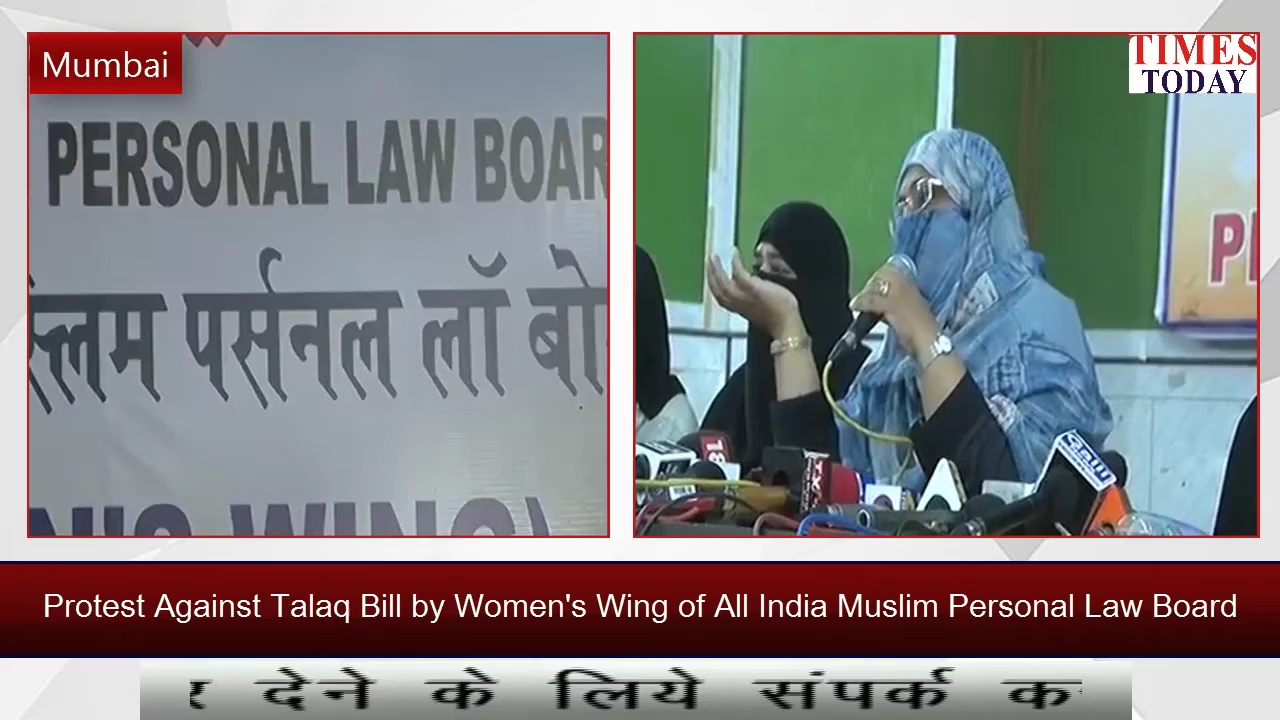 Mumbai
PERSONAL LAW BOAR
पर्सनल लॉ
WING)
TIMES
TODAY
Protest Against Talaq Bill by Women's Wing of All India Muslim Personal Law Board
देने के लिये संपर्क